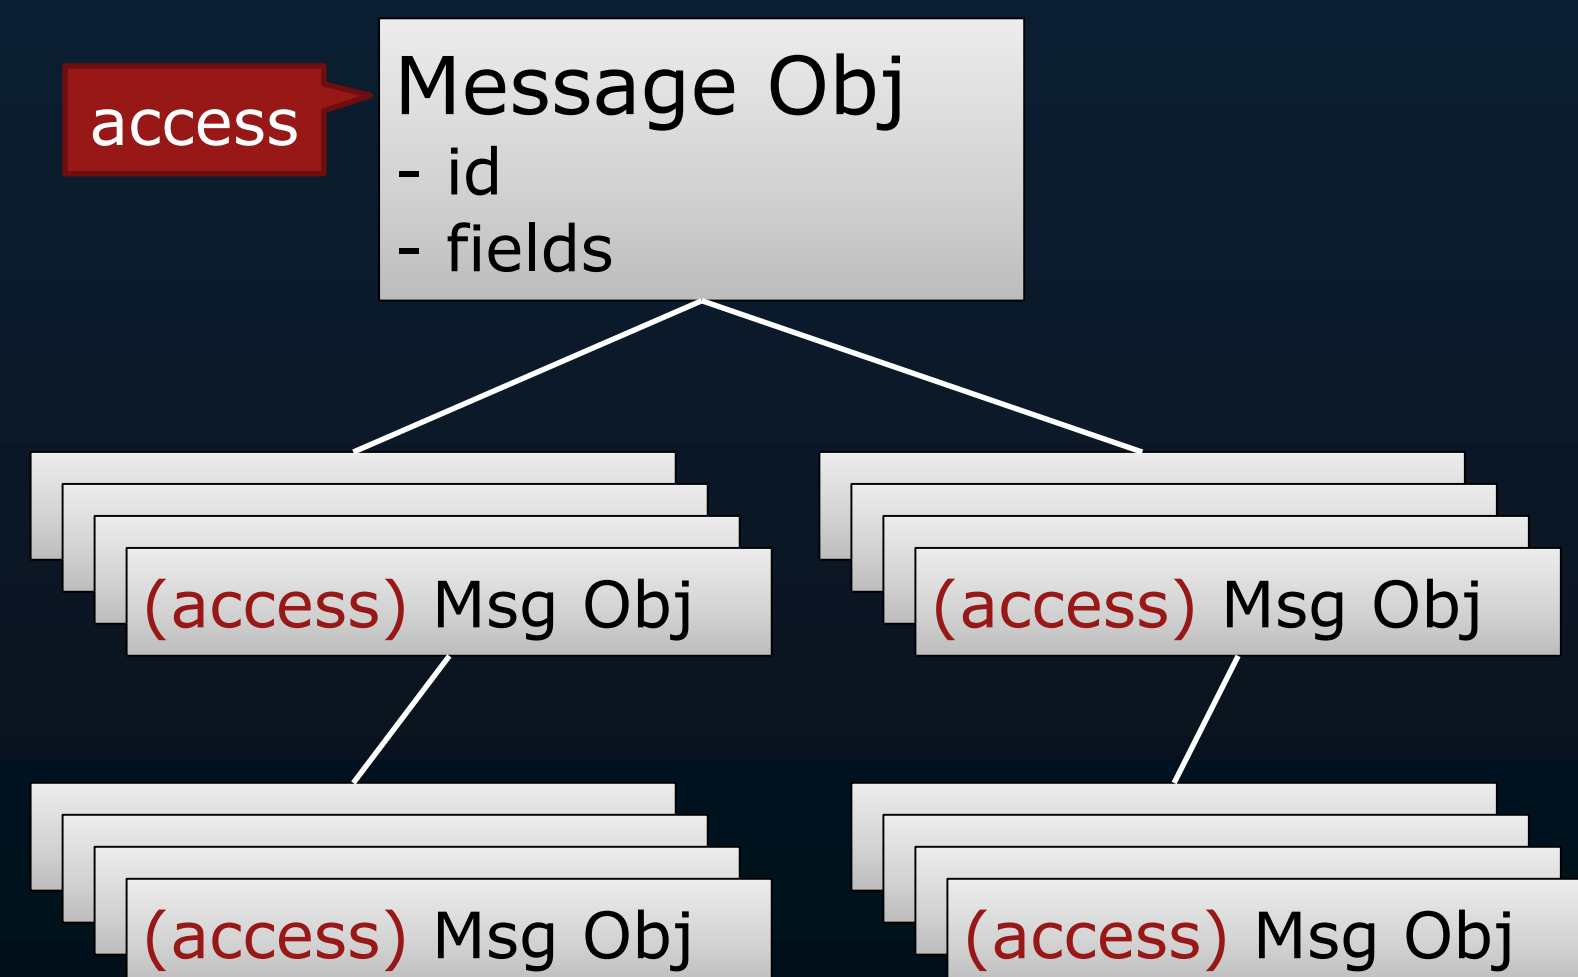 access
Message Obj
- id
- fields
(access) Msg Obj
(access) Msg Obj
(access) Msg Obj
(access) Msg Obj